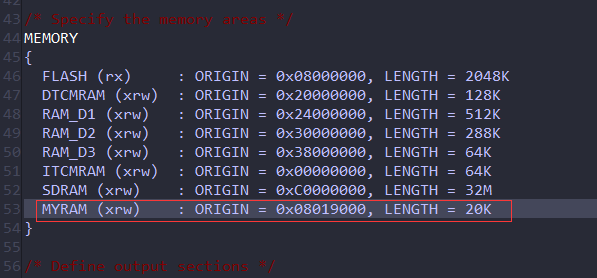 42
43 /* Specify the memory areas */
44 MEMORY
45 {
46 FLASH (rx) : ORIGIN = 0x08000000, LENGTH = 2048K
47 DTCMRAM (xrw) : ORIGIN = 0x20000000, LENGTH = 128K
48 RAM_D1 (xrw) : ORIGIN = 0x24000000, LENGTH = 512K
49 RAM_D2 (xrw) : ORIGIN = 0x30000000, LENGTH = 288K
50 RAM_D3 (xrw) : ORIGIN = 0x38000000, LENGTH = 64K
51 ITCMRAM (xrw) : ORIGIN = 0x00000000, LENGTH = 64K
52 SDRAM (xrw) : ORIGIN = 0xC0000000, LENGTH = 32M
53 MYRAM (xrw) : ORIGIN = 0x08019000, LENGTH = 20K
54 }
55
56 /* Define output sections */